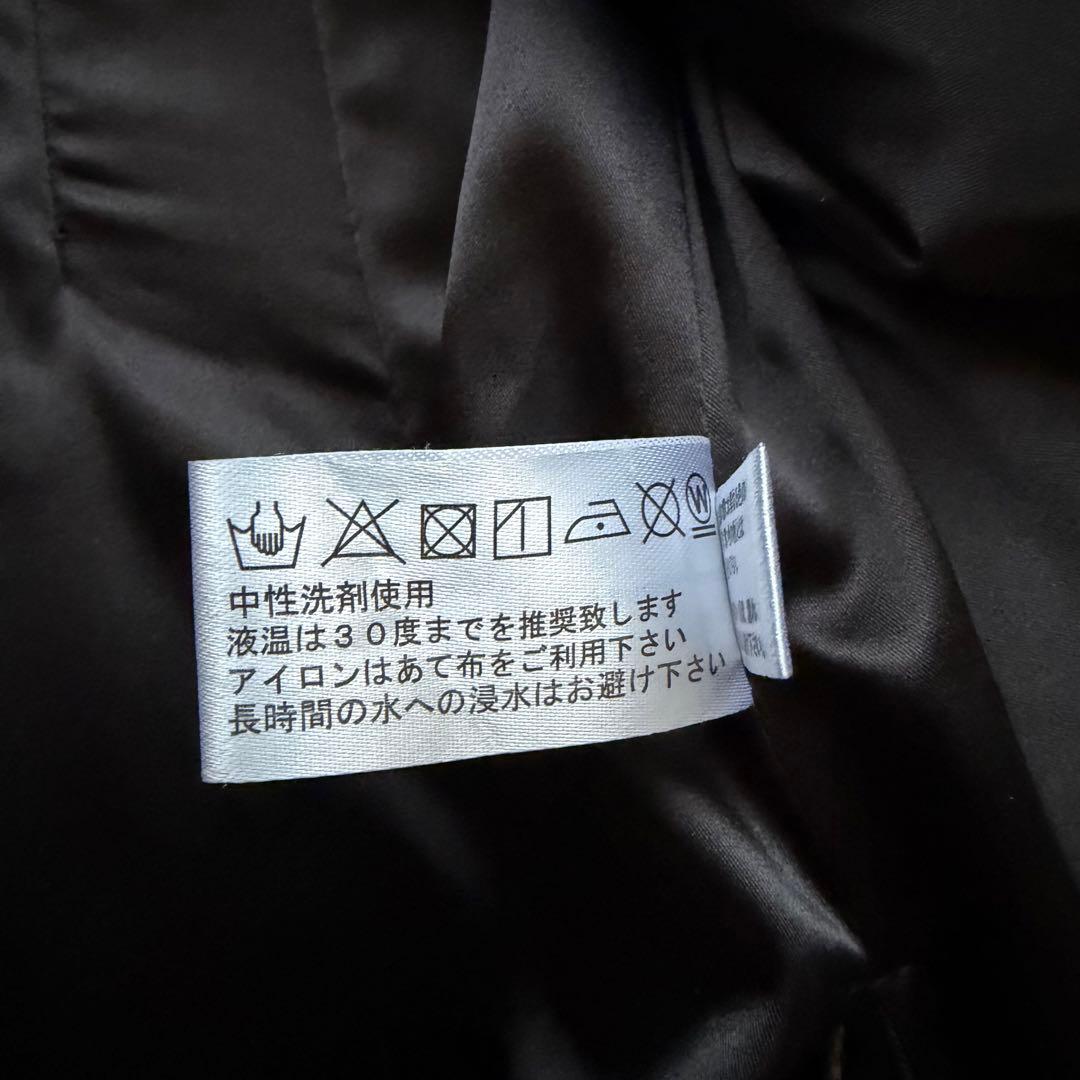 W
中性洗剤使用
液温は３０度までを推奨致します
アイロンはあて布をご利用下さい
長時間の水への浸水はお避け下さい